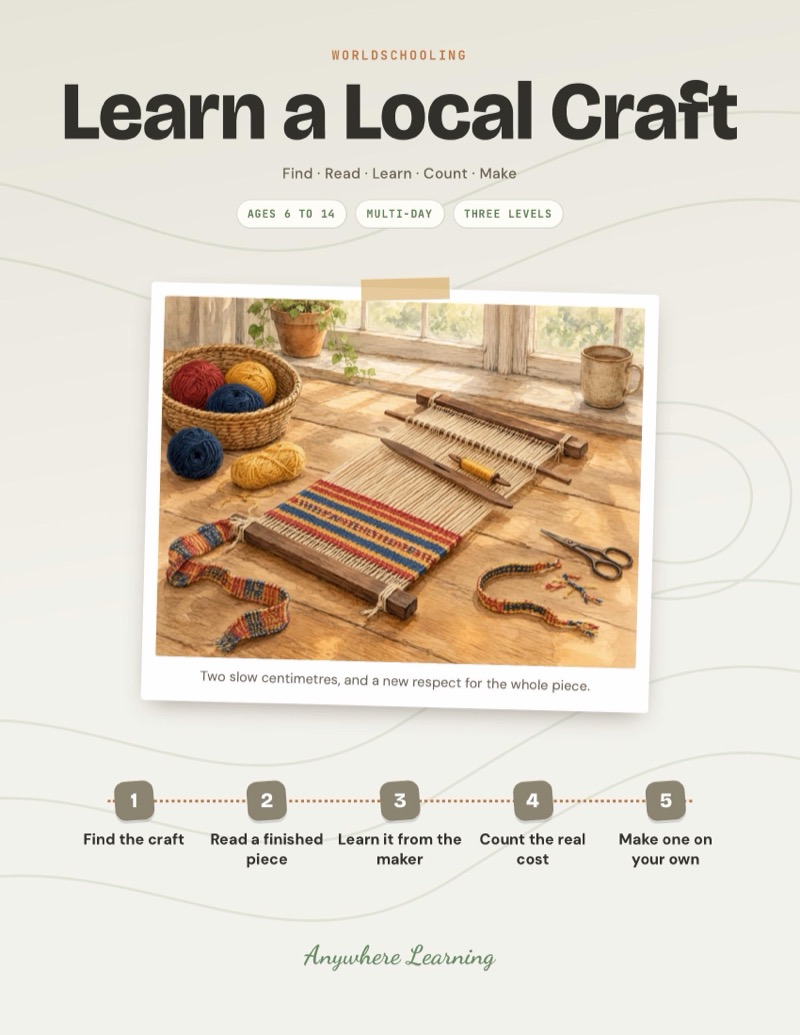 WORLDSCHOOLING
Learn a Local Craft
Find · Read · Learn · Count · Make
AGES 6 TO 14 MULTI-DAY THREE LEVELS
Two slow centimetres, and a new respect for the whole piece.
1 2 3 4 5
Find the craft Read a finished Learn it from the Count the real Make one on
piece maker cost your own
Anywhere Learning